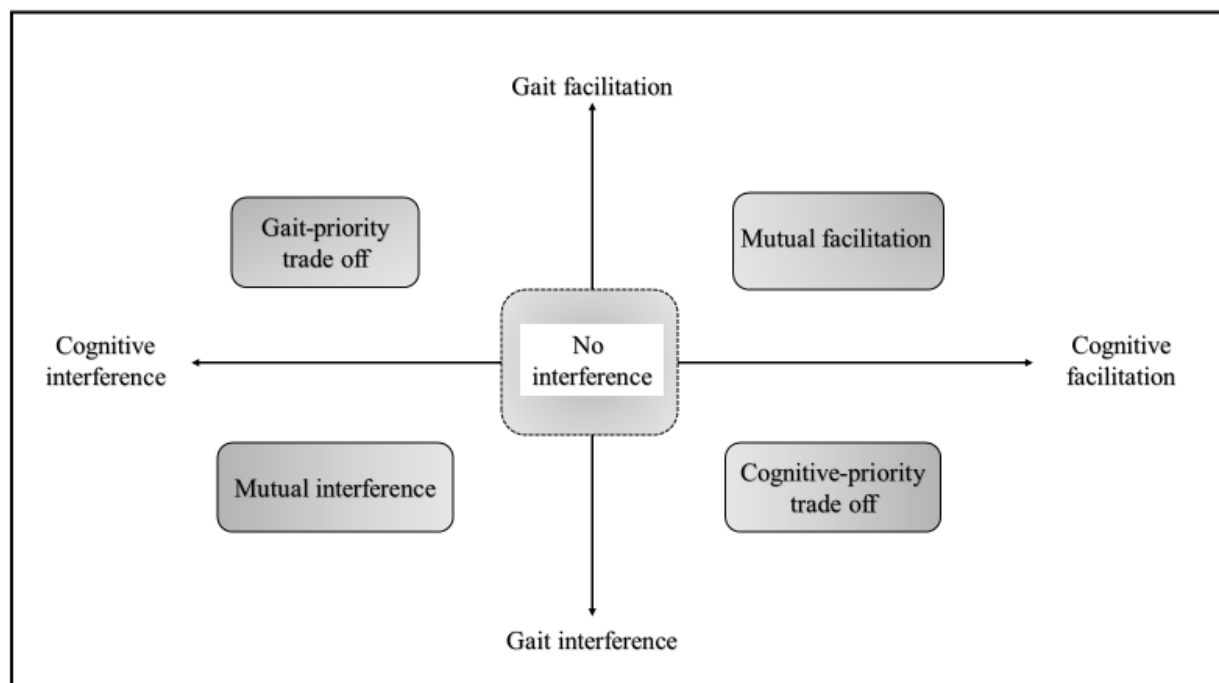 Gait facilitation
Gait-priority
trade off
Mutual facilitation
Cognitive
interference
No
interference
Cognitive
facilitation
Mutual interference
Cognitive-priority
trade off
Gait interference